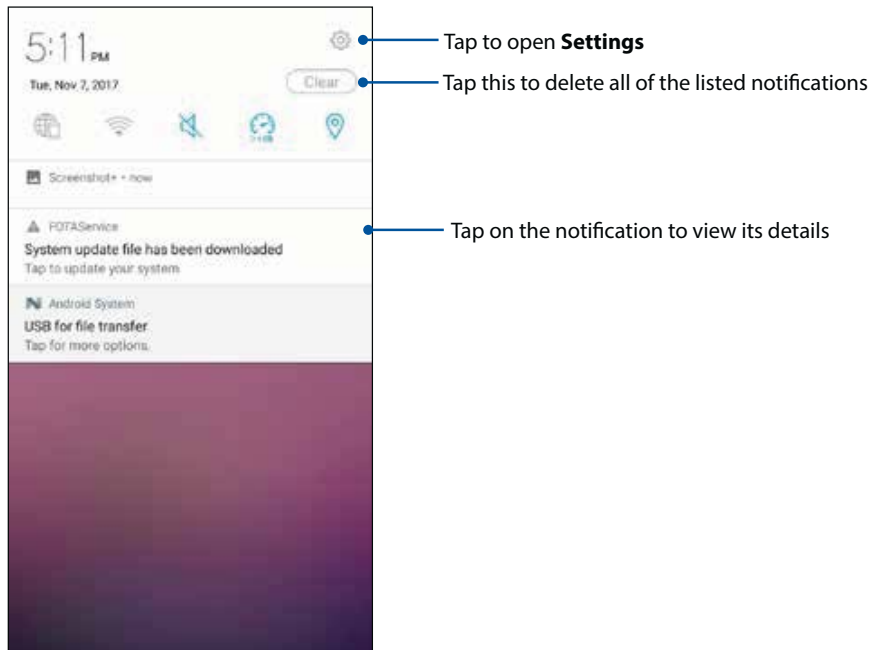 5:11 PM
Tap to open Settings
Tue, Nov 7, 2017
Clear
Tap this to delete all of the listed notifications
Screenshot+ • now
FOTAService
Tap on the notification to view its details
System update file has been downloaded
Tap to update your system
Android System
USB for file transfer
Tap for more options.